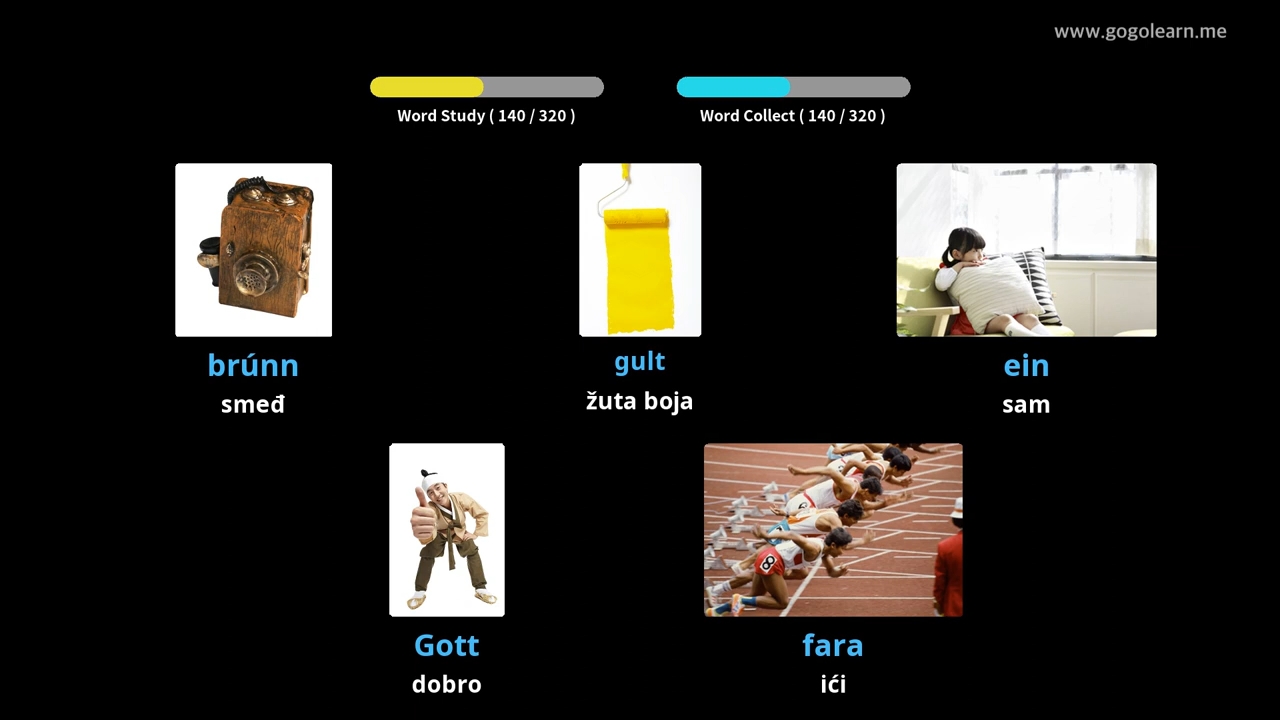 www.gogolearn.me
Word Study ( 140 / 320 )
Word Collect ( 140 / 320 )
brúnn
smeđ
gult
žuta boja
ein
sam
Gott
dobro
fara
ići